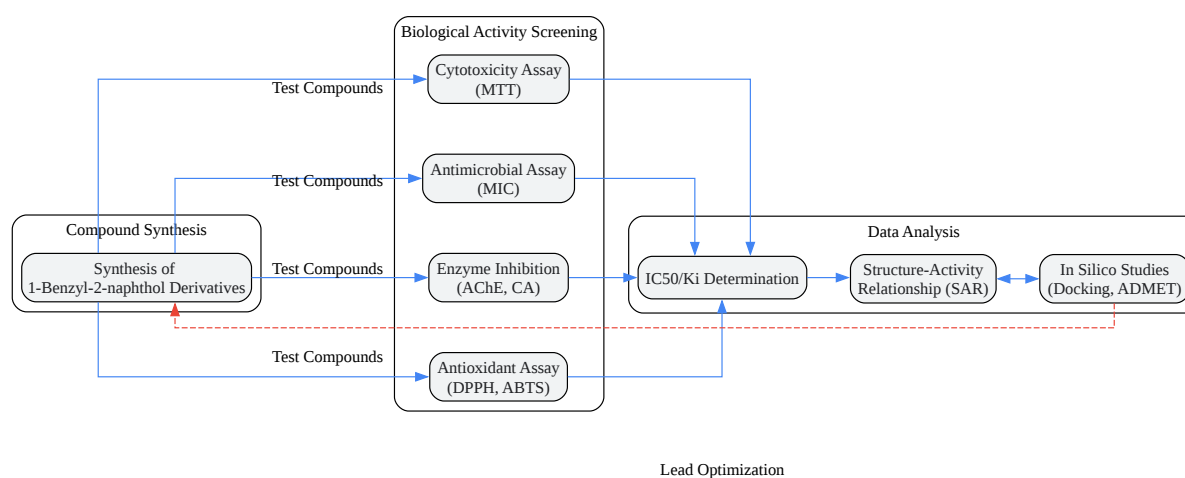 Biological Activity Screening
Cytotoxicity Assay
(MTT)
Test Compounds
Antimicrobial Assay
(MIC)
Test Compounds
Compound Synthesis
Synthesis of
1-Benzyl-2-naphthol Derivatives
Test Compounds
Enzyme Inhibition
(AChE, CA)
Data Analysis
IC50/Ki Determination
Structure-Activity
Relationship (SAR)
In Silico Studies
(Docking, ADMET)
Test Compounds
Antioxidant Assay
(DPPH, ABTS)
Lead Optimization